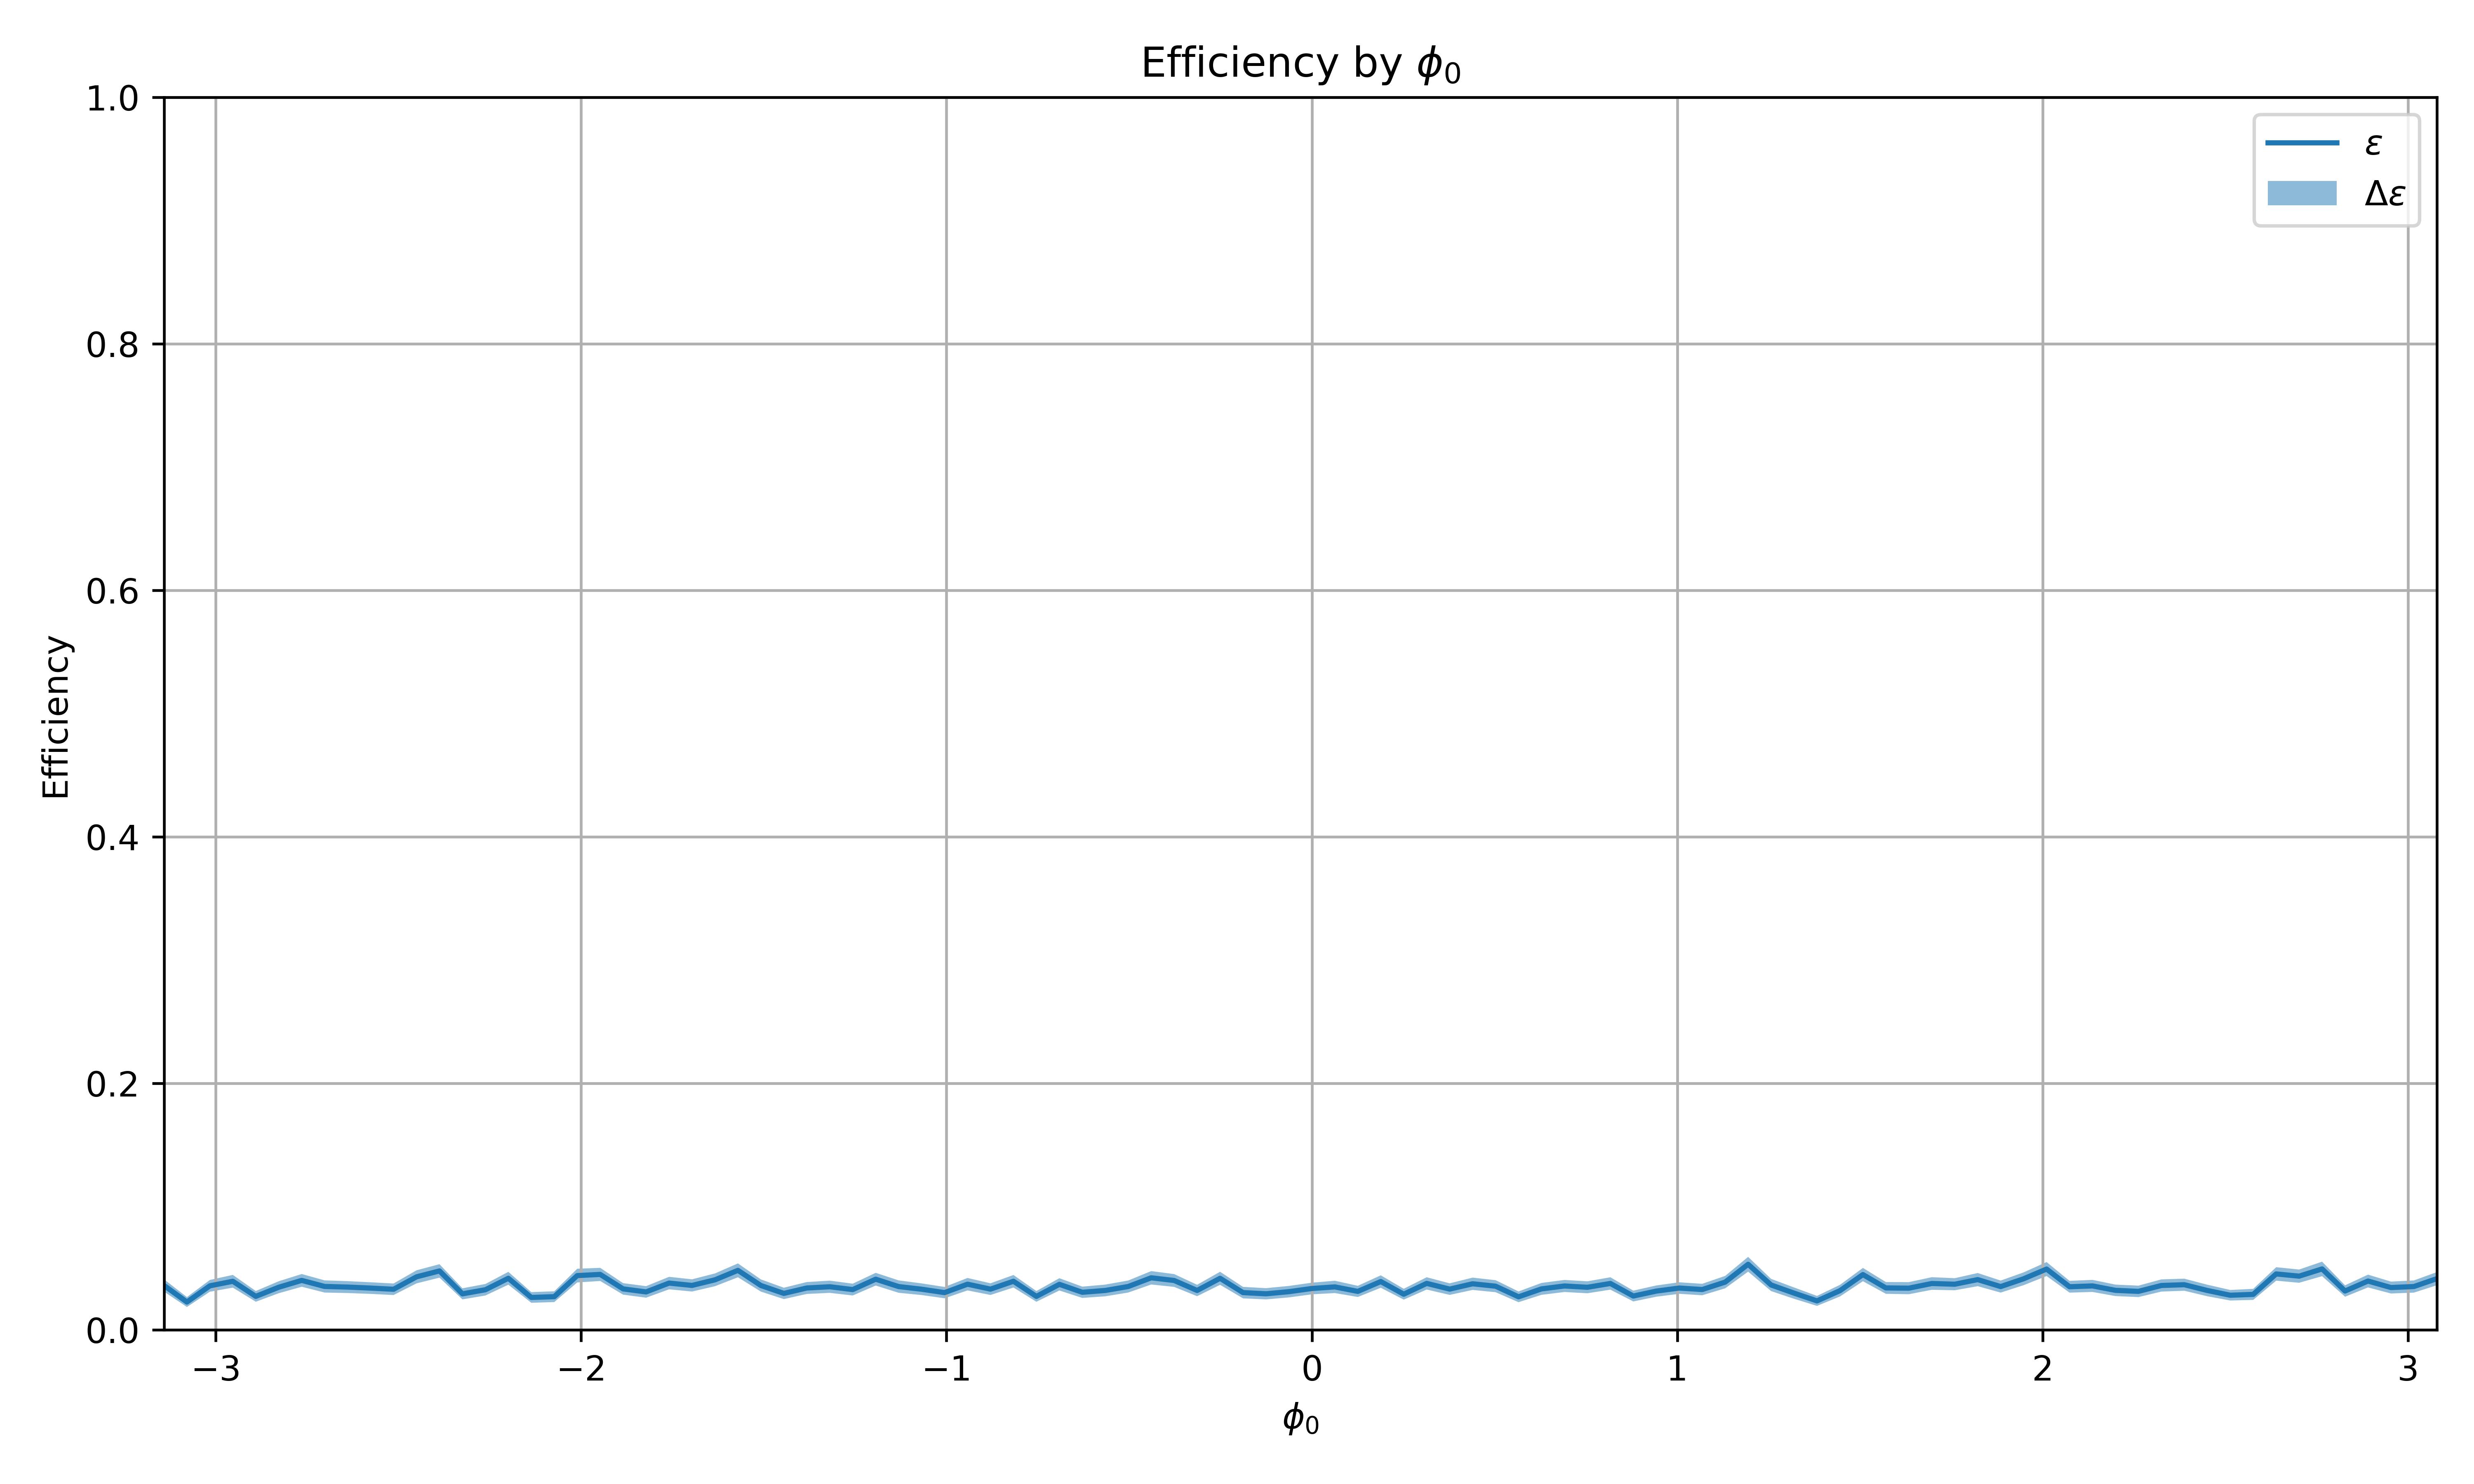 Efficiency by ϕ₀
1.0
0.8
0.6
0.4
0.2
0.0
Efficiency
ε
Δε
−3 −2 −1 0 1 2 3
ϕ₀